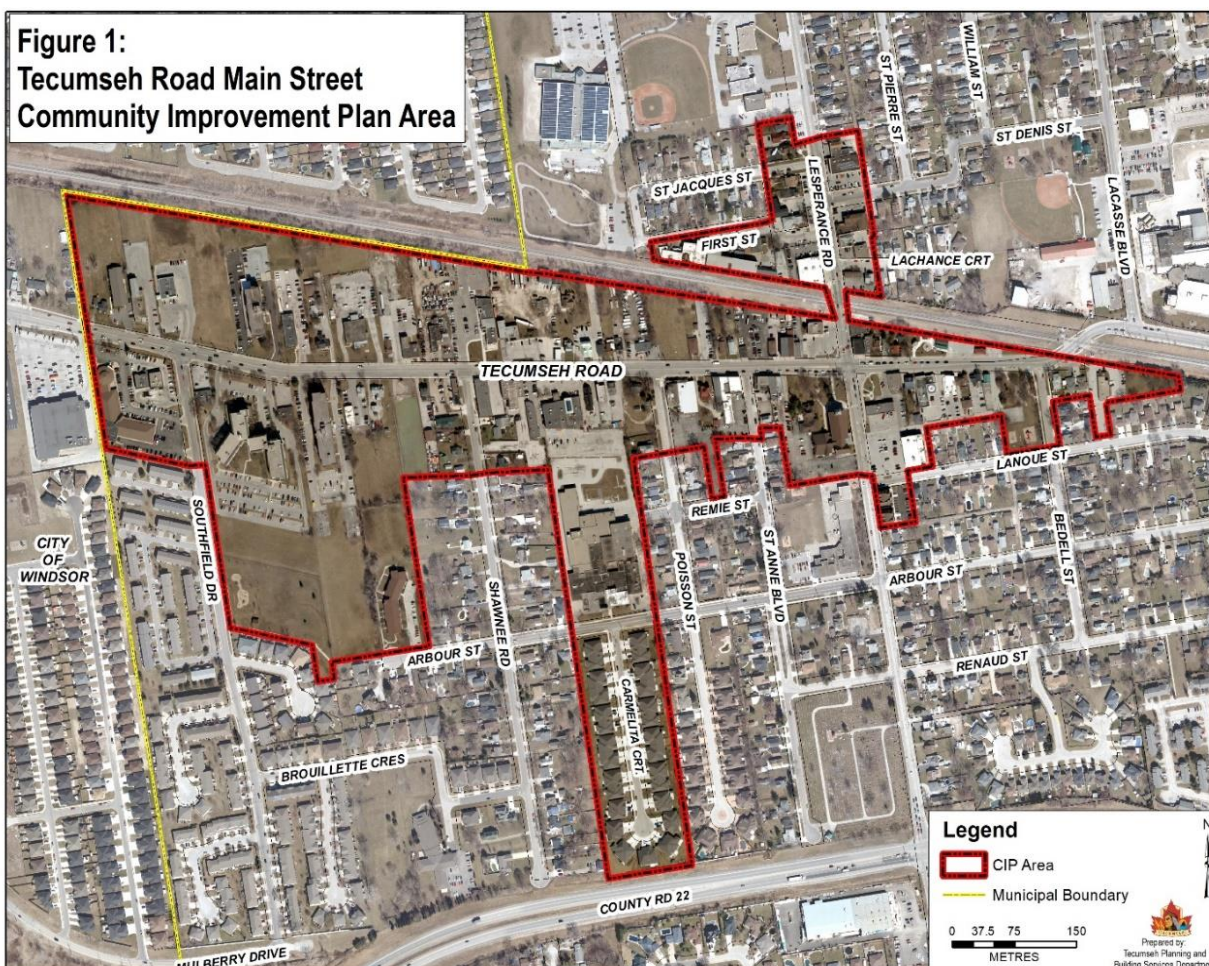 Figure 1:
Tecumseh Road Main Street
Community Improvement Plan Area
WILLIAM ST
ST PIERRE ST
ST DENIS ST
LESPERANCE RD
ST JACQUES ST
LACASSE BLVD
FIRST ST
LACHANCE CRT
TECUMSEH ROAD
LANOUE ST
REMIE ST
SOUTHFIELD DR
CITY
OF
WINDSOR
BEDELL ST
POISSON ST
ST ANNE BLVD
ARBOUR ST
SHAWNEE RD
ARBOUR ST
RENAUD ST
CARMELITA CRT.
BROUILLETTE CRES
COUNTY RD 22
MULBERRY DRIVE
Legend
CIP Area
Municipal Boundary
0 37.5 75 150
METRES
N
Prepared by:
Tecumseh Planning and
Building Services Department